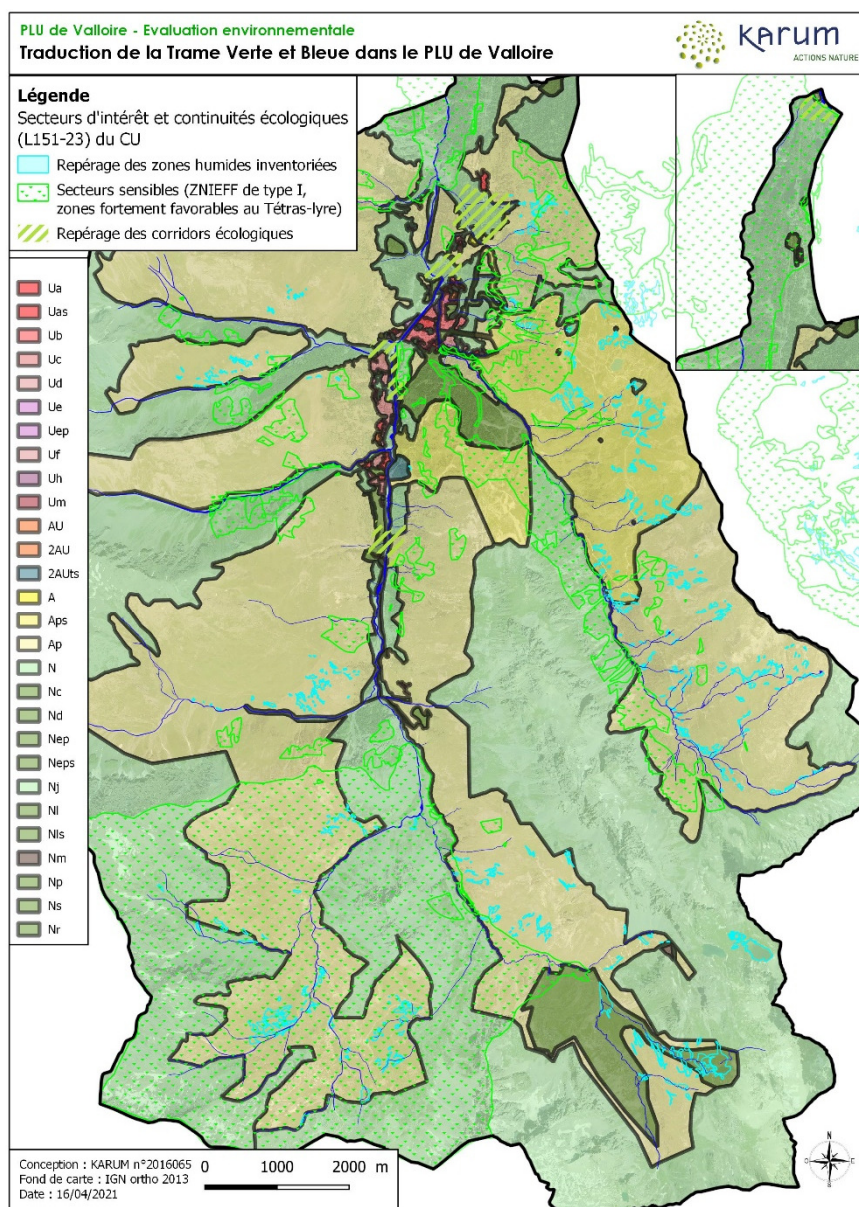 PLU de Valloire - Evaluation environnementale
Traduction de la Trame Verte et Bleue dans le PLU de Valloire
KARUM
ACTIONS NATURE
Légende
Secteurs d'intérêt et continuités écologiques
(L151-23) du CU
Repérage des zones humides inventoriées
Secteurs sensibles (ZNIEFF de type I,
zones fortement favorables au Tétras-lyre)
Repérage des corridors écologiques
Ua
Uas
Ub
Uc
Ud
Ue
Uep
Uf
Uh
Um
AU
2AU
2AUts
A
Aps
Ap
N
Nc
Nd
Nep
Neps
Nj
Nl
Nls
Nm
Np
Ns
Nr
Conception : KARUM n°2016065
Fond de carte : IGN ortho 2013
Date : 16/04/2021
0 1000 2000 m
N
O E
S